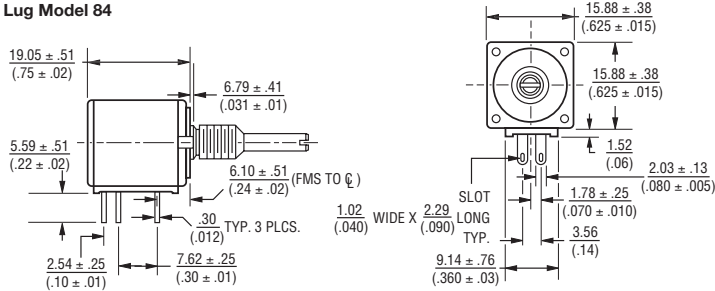 Lug Model 84
19.05 ± .51
(.75 ± .02)
6.79 ± .41
(.031 ± .01)
5.59 ± .51
(.22 ± .02)
6.10 ± .51
(.24 ± .02)
(FMS TO ℄)
.30
(.012)
TYP. 3 PLCS.
2.54 ± .25
(.10 ± .01)
7.62 ± .25
(.30 ± .01)
15.88 ± .38
(.625 ± .015)
15.88 ± .38
(.625 ± .015)
1.52
(.06)
2.03 ± .13
(.080 ± .005)
SLOT
1.02
(.040)
WIDE X
2.29
(.090)
LONG
TYP.
1.78 ± .25
(.070 ± .010)
3.56
(.14)
9.14 ± .76
(.360 ± .03)